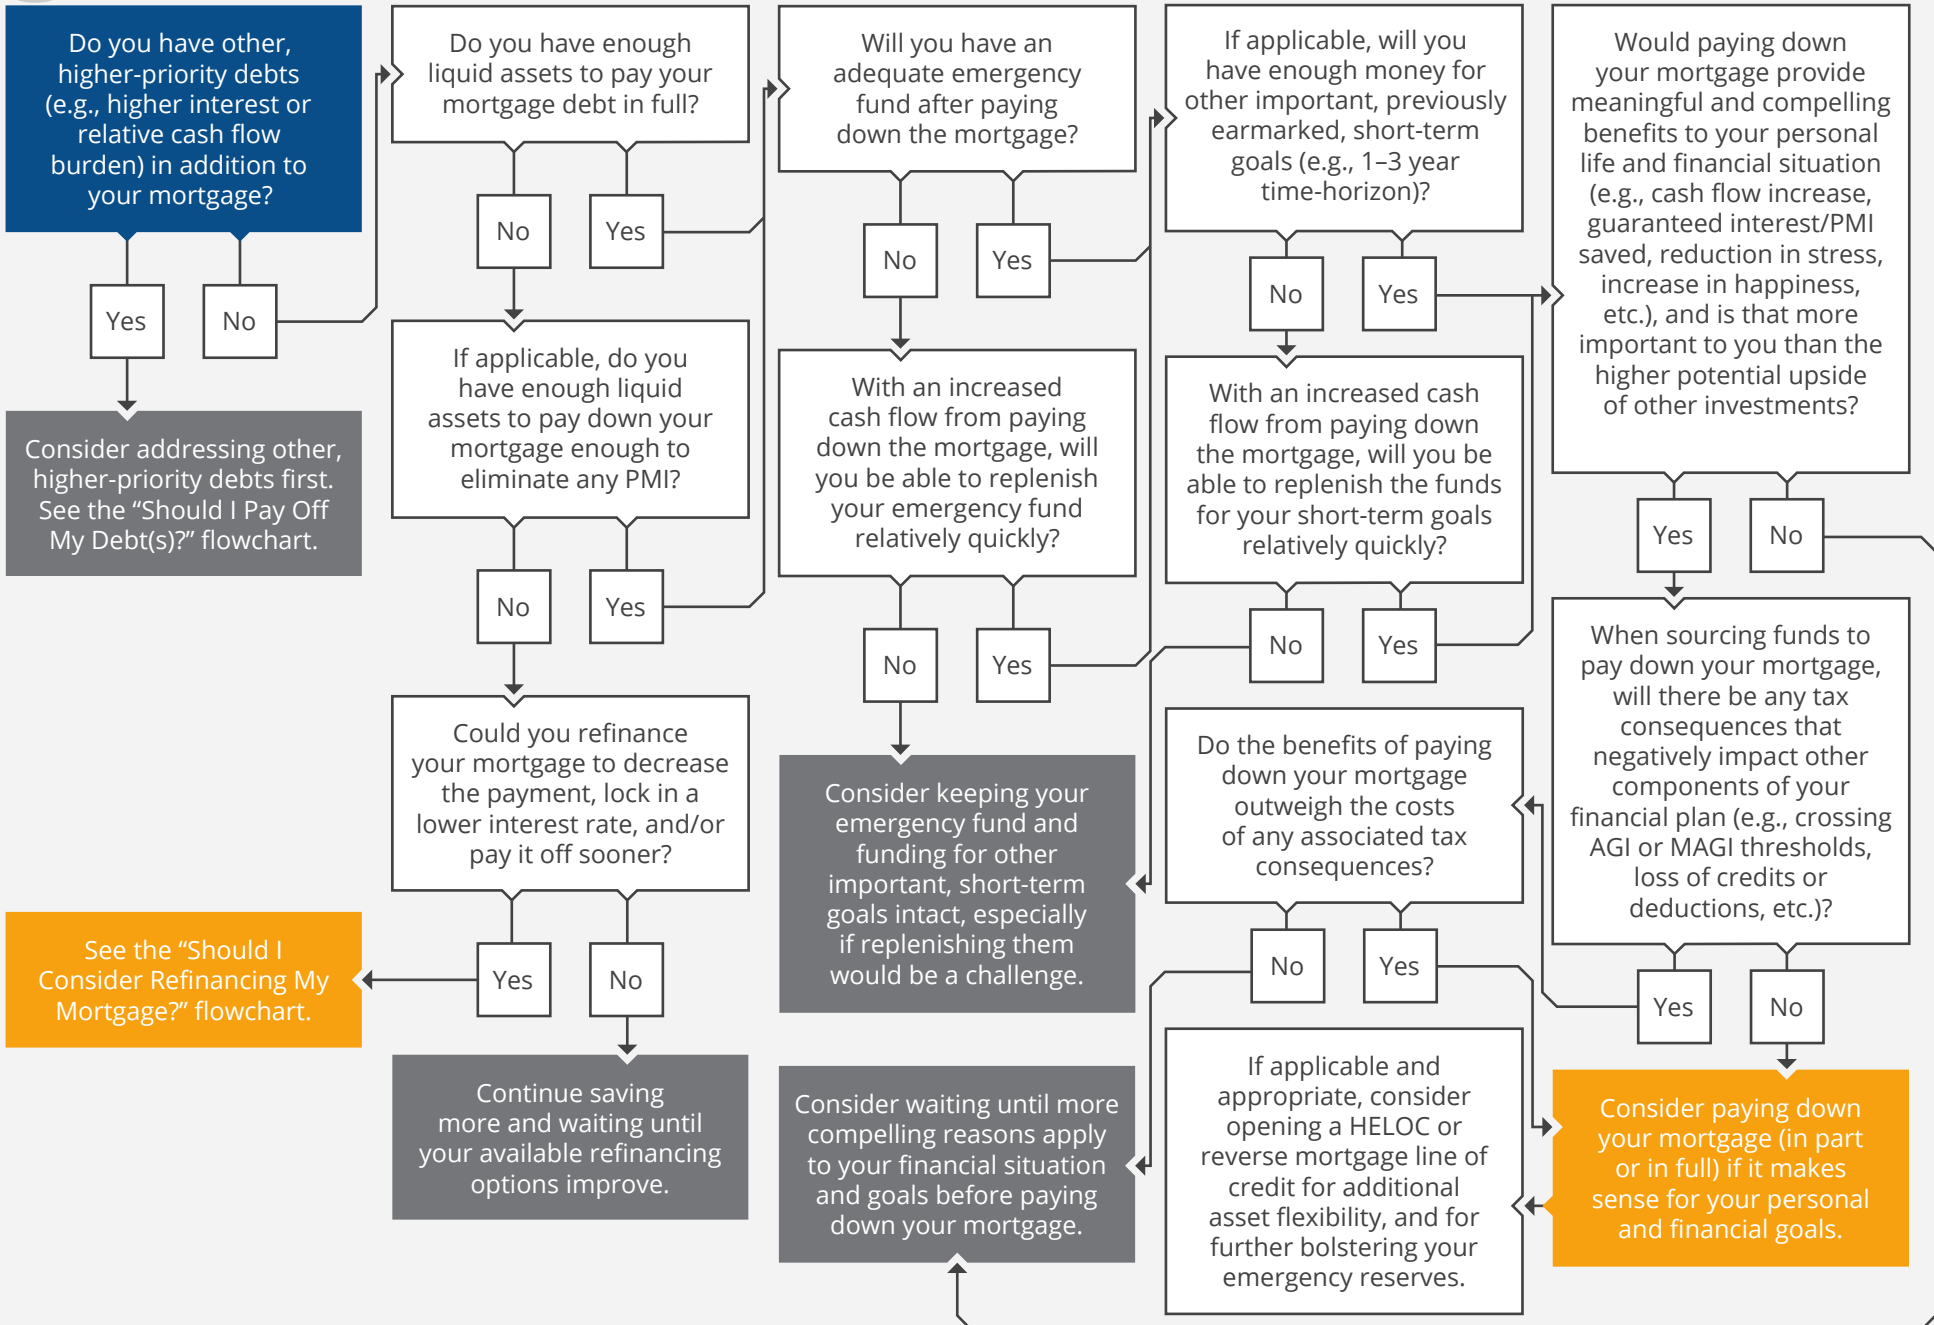 Do you have other,
higher-priority debts
(e.g., higher interest or
relative cash flow
burden) in addition to
your mortgage?
Yes
No
Consider addressing other,
higher-priority debts first.
See the “Should I Pay Off
My Debt(s)?” flowchart.
See the “Should I
Consider Refinancing My
Mortgage?” flowchart.
Do you have enough
liquid assets to pay your
mortgage debt in full?
No
Yes
If applicable, do you
have enough liquid
assets to pay down your
mortgage enough to
eliminate any PMI?
No
Yes
Could you refinance
your mortgage to decrease
the payment, lock in a
lower interest rate, and/or
pay it off sooner?
Yes
No
Continue saving
more and waiting until
your available refinancing
options improve.
Will you have an
adequate emergency
fund after paying
down the mortgage?
No
Yes
With an increased
cash flow from paying
down the mortgage, will
you be able to replenish
your emergency fund
relatively quickly?
No
Yes
Consider keeping your
emergency fund and
funding for other
important, short-term
goals intact, especially
if replenishing them
would be a challenge.
Consider waiting until more
compelling reasons apply
to your financial situation
and goals before paying
down your mortgage.
If applicable, will you
have enough money for
other important, previously
earmarked, short-term
goals (e.g., 1–3 year
time-horizon)?
No
Yes
With an increased cash
flow from paying down
the mortgage, will you be
able to replenish the funds
for your short-term goals
relatively quickly?
No
Yes
Do the benefits of paying
down your mortgage
outweigh the costs
of any associated tax
consequences?
No
Yes
If applicable and
appropriate, consider
opening a HELOC or
reverse mortgage line of
credit for additional
asset flexibility, and for
further bolstering your
emergency reserves.
Would paying down
your mortgage provide
meaningful and compelling
benefits to your personal
life and financial situation
(e.g., cash flow increase,
guaranteed interest/PMI
saved, reduction in stress,
increase in happiness,
etc.), and is that more
important to you than the
higher potential upside
of other investments?
Yes
No
When sourcing funds to
pay down your mortgage,
will there be any tax
consequences that
negatively impact other
components of your
financial plan (e.g., crossing
AGI or MAGI thresholds,
loss of credits or
deductions, etc.)?
Yes
No
Consider paying down
your mortgage (in part
or in full) if it makes
sense for your personal
and financial goals.